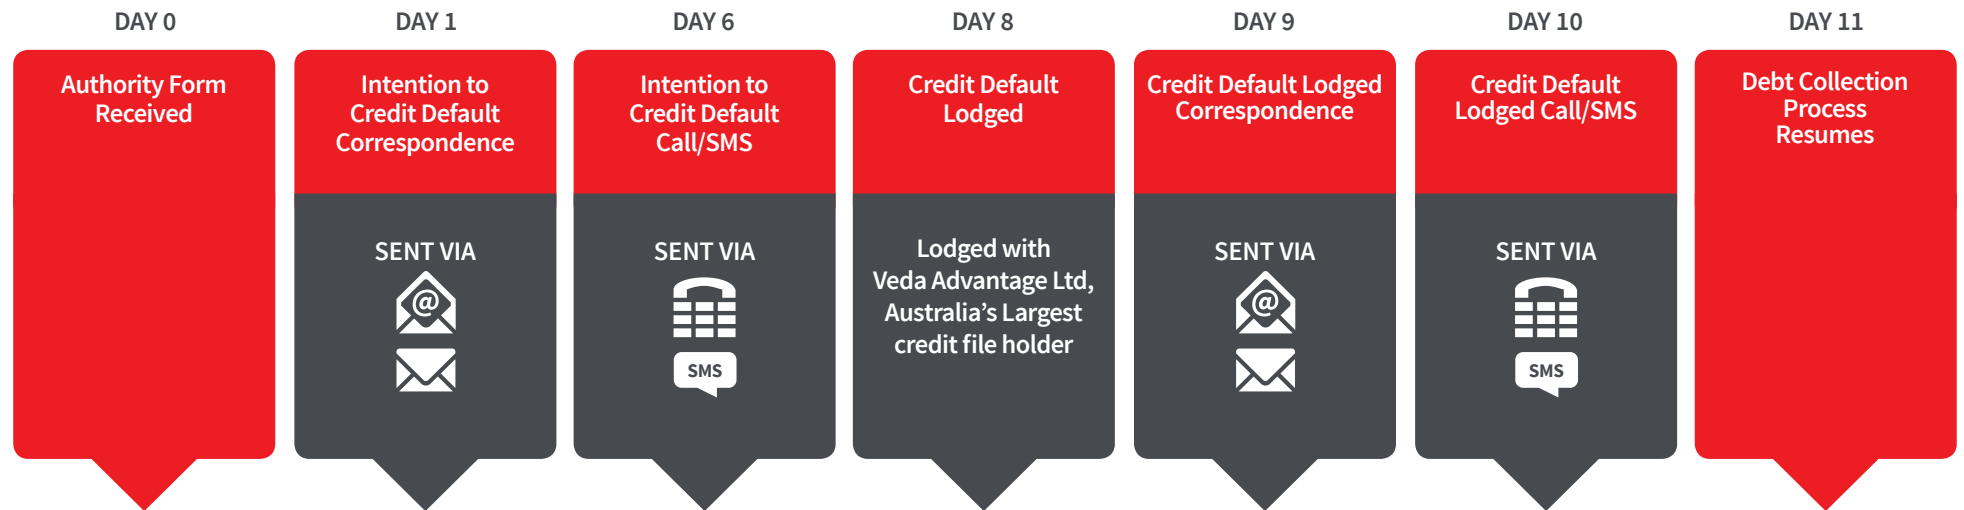 DAY 0
Authority Form
Received
DAY 1
Intention to
Credit Default
Correspondence
SENT VIA
@
DAY 6
Intention to
Credit Default
Call/SMS
SENT VIA
SMS
DAY 8
Credit Default
Lodged
Lodged with
Veda Advantage Ltd,
Australia’s Largest
credit file holder
DAY 9
Credit Default Lodged
Correspondence
SENT VIA
@
DAY 10
Credit Default
Lodged Call/SMS
SENT VIA
SMS
DAY 11
Debt Collection
Process
Resumes